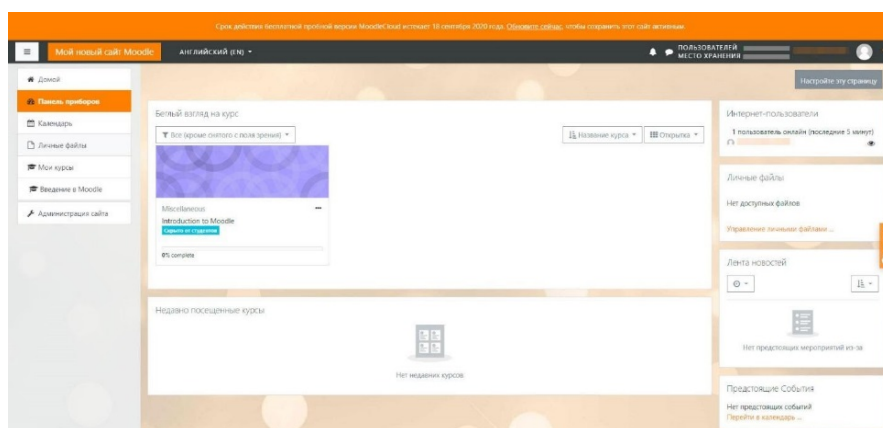 Срок действия бесплатной пробной версии MoodleCloud истекает 18 сентября 2020 года. Обновите сейчас, чтобы сохранить этот сайт активным.
Мой новый сайт Moodle
АНГЛИЙСКИЙ (EN)
ПОЛЬЗОВАТЕЛЕЙ
МЕСТО ХРАНЕНИЯ
Домой
Панель приборов
Календарь
Личные файлы
Мои курсы
Введение в Moodle
Администрация сайта
Настройте эту страницу
Беглый взгляд на курс
Все (кроме снятого с поля зрения)
Название курса
Открытка
Miscellaneous
Introduction to Moodle
Скрыто от студентов
0% complete
Недавно посещенные курсы
Нет недавних курсов
Интернет-пользователи
1 пользователь онлайн (последние 5 минут)
Личные файлы
Нет доступных файлов
Управление личными файлами ...
Лента новостей
Нет предстоящих мероприятий из-за
Предстоящие События
Нет предстоящих событий
Перейти в календарь ...